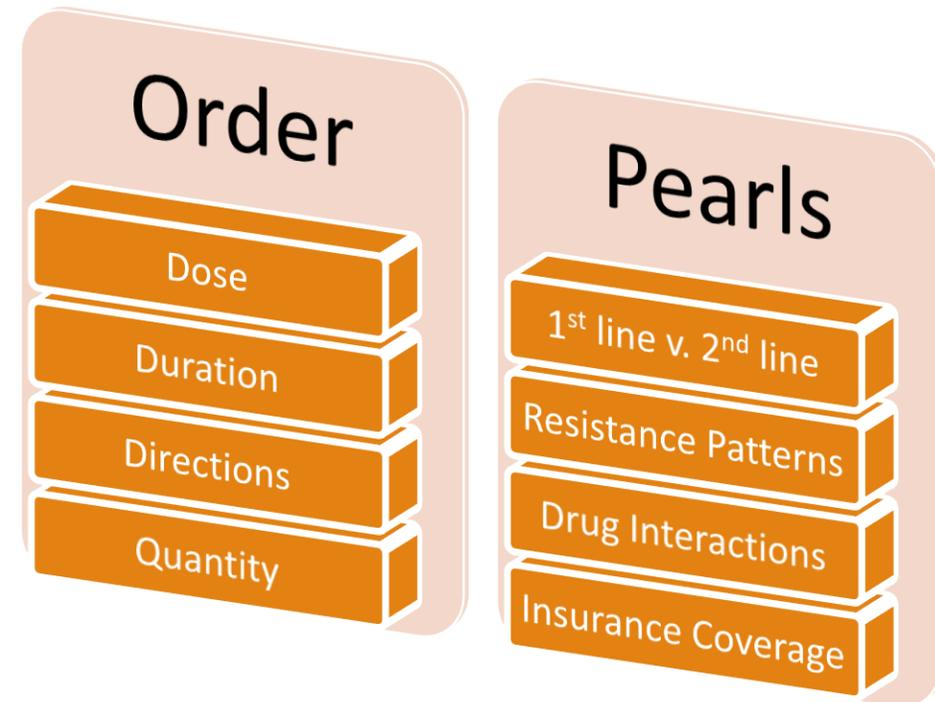 Order
Dose
Duration
Directions
Quantity
Pearls
1st line v. 2nd line
Resistance Patterns
Drug Interactions
Insurance Coverage